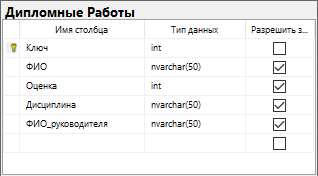 Дипломные Работы
Имя столбца Тип данных Разрешить з...
Ключ int
ФИО nvarchar(50)
Оценка int
Дисциплина nvarchar(50)
ФИО_руководителя nvarchar(50)